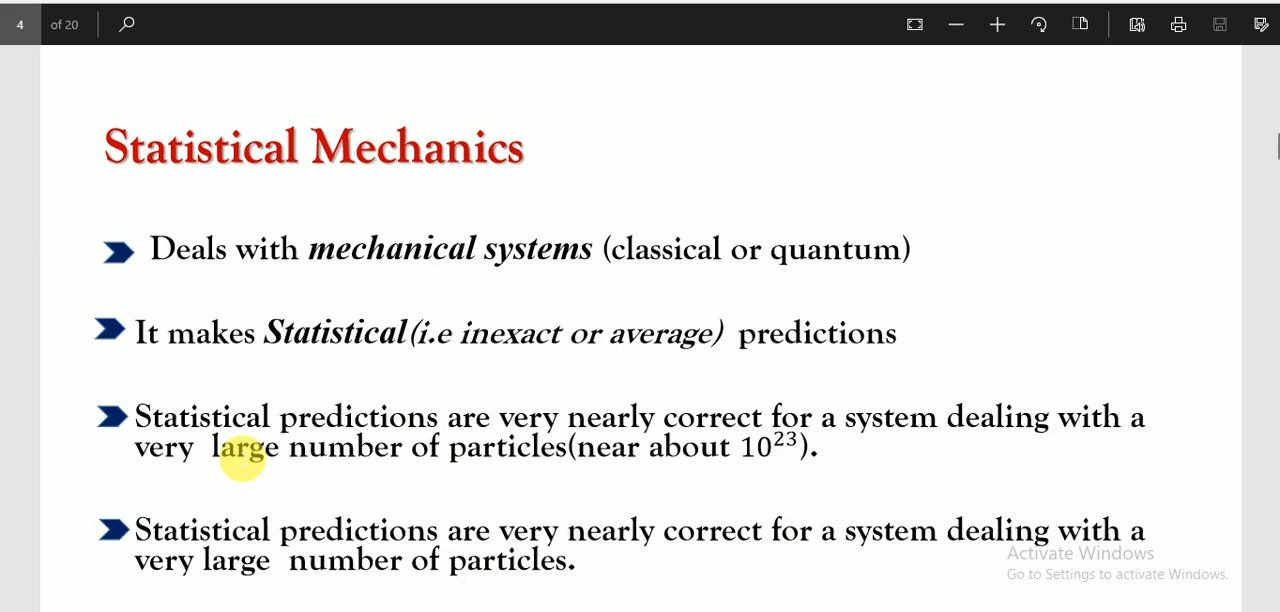 4 of 20
Statistical Mechanics
Deals with mechanical systems (classical or quantum)
It makes Statistical(i.e inexact or average) predictions
Statistical predictions are very nearly correct for a system dealing with a
very large number of particles(near about 10²³).
Statistical predictions are very nearly correct for a system dealing with a
very large number of particles.
Activate Windows
Go to Settings to activate Windows.